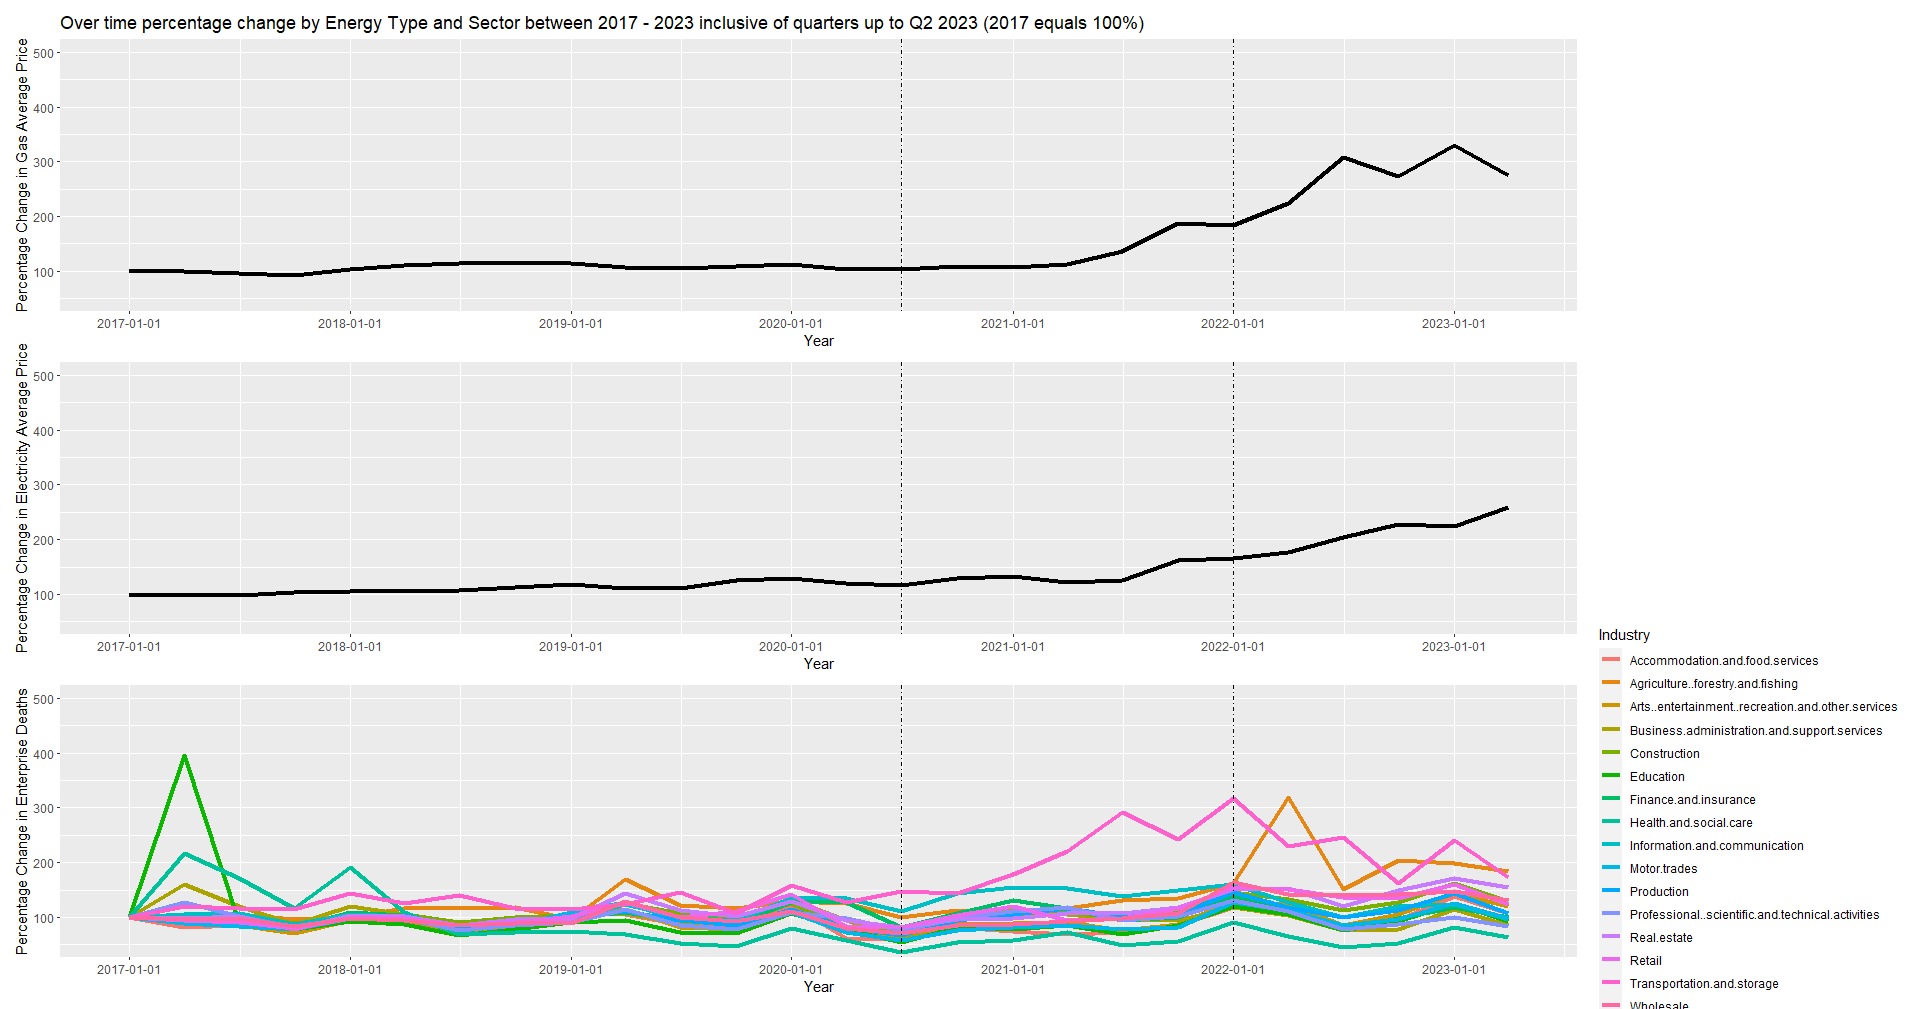 Over time percentage change by Energy Type and Sector between 2017 - 2023 inclusive of quarters up to Q2 2023 (2017 equals 100%)
Percentage Change in Gas Average Price
500
400
300
200
100
2017-01-01 2018-01-01 2019-01-01 2020-01-01 2021-01-01 2022-01-01 2023-01-01
Year
Percentage Change in Electricity Average Price
500
400
300
200
100
2017-01-01 2018-01-01 2019-01-01 2020-01-01 2021-01-01 2022-01-01 2023-01-01
Year
Percentage Change in Enterprise Deaths
500
400
300
200
100
2017-01-01 2018-01-01 2019-01-01 2020-01-01 2021-01-01 2022-01-01 2023-01-01
Year
Industry
Accommodation.and.food.services
Agriculture..forestry.and.fishing
Arts..entertainment..recreation.and.other.services
Business.administration.and.support.services
Construction
Education
Finance.and.insurance
Health.and.social.care
Information.and.communication
Motor.trades
Production
Professional..scientific.and.technical.activities
Real.estate
Retail
Transportation.and.storage
Wholesale